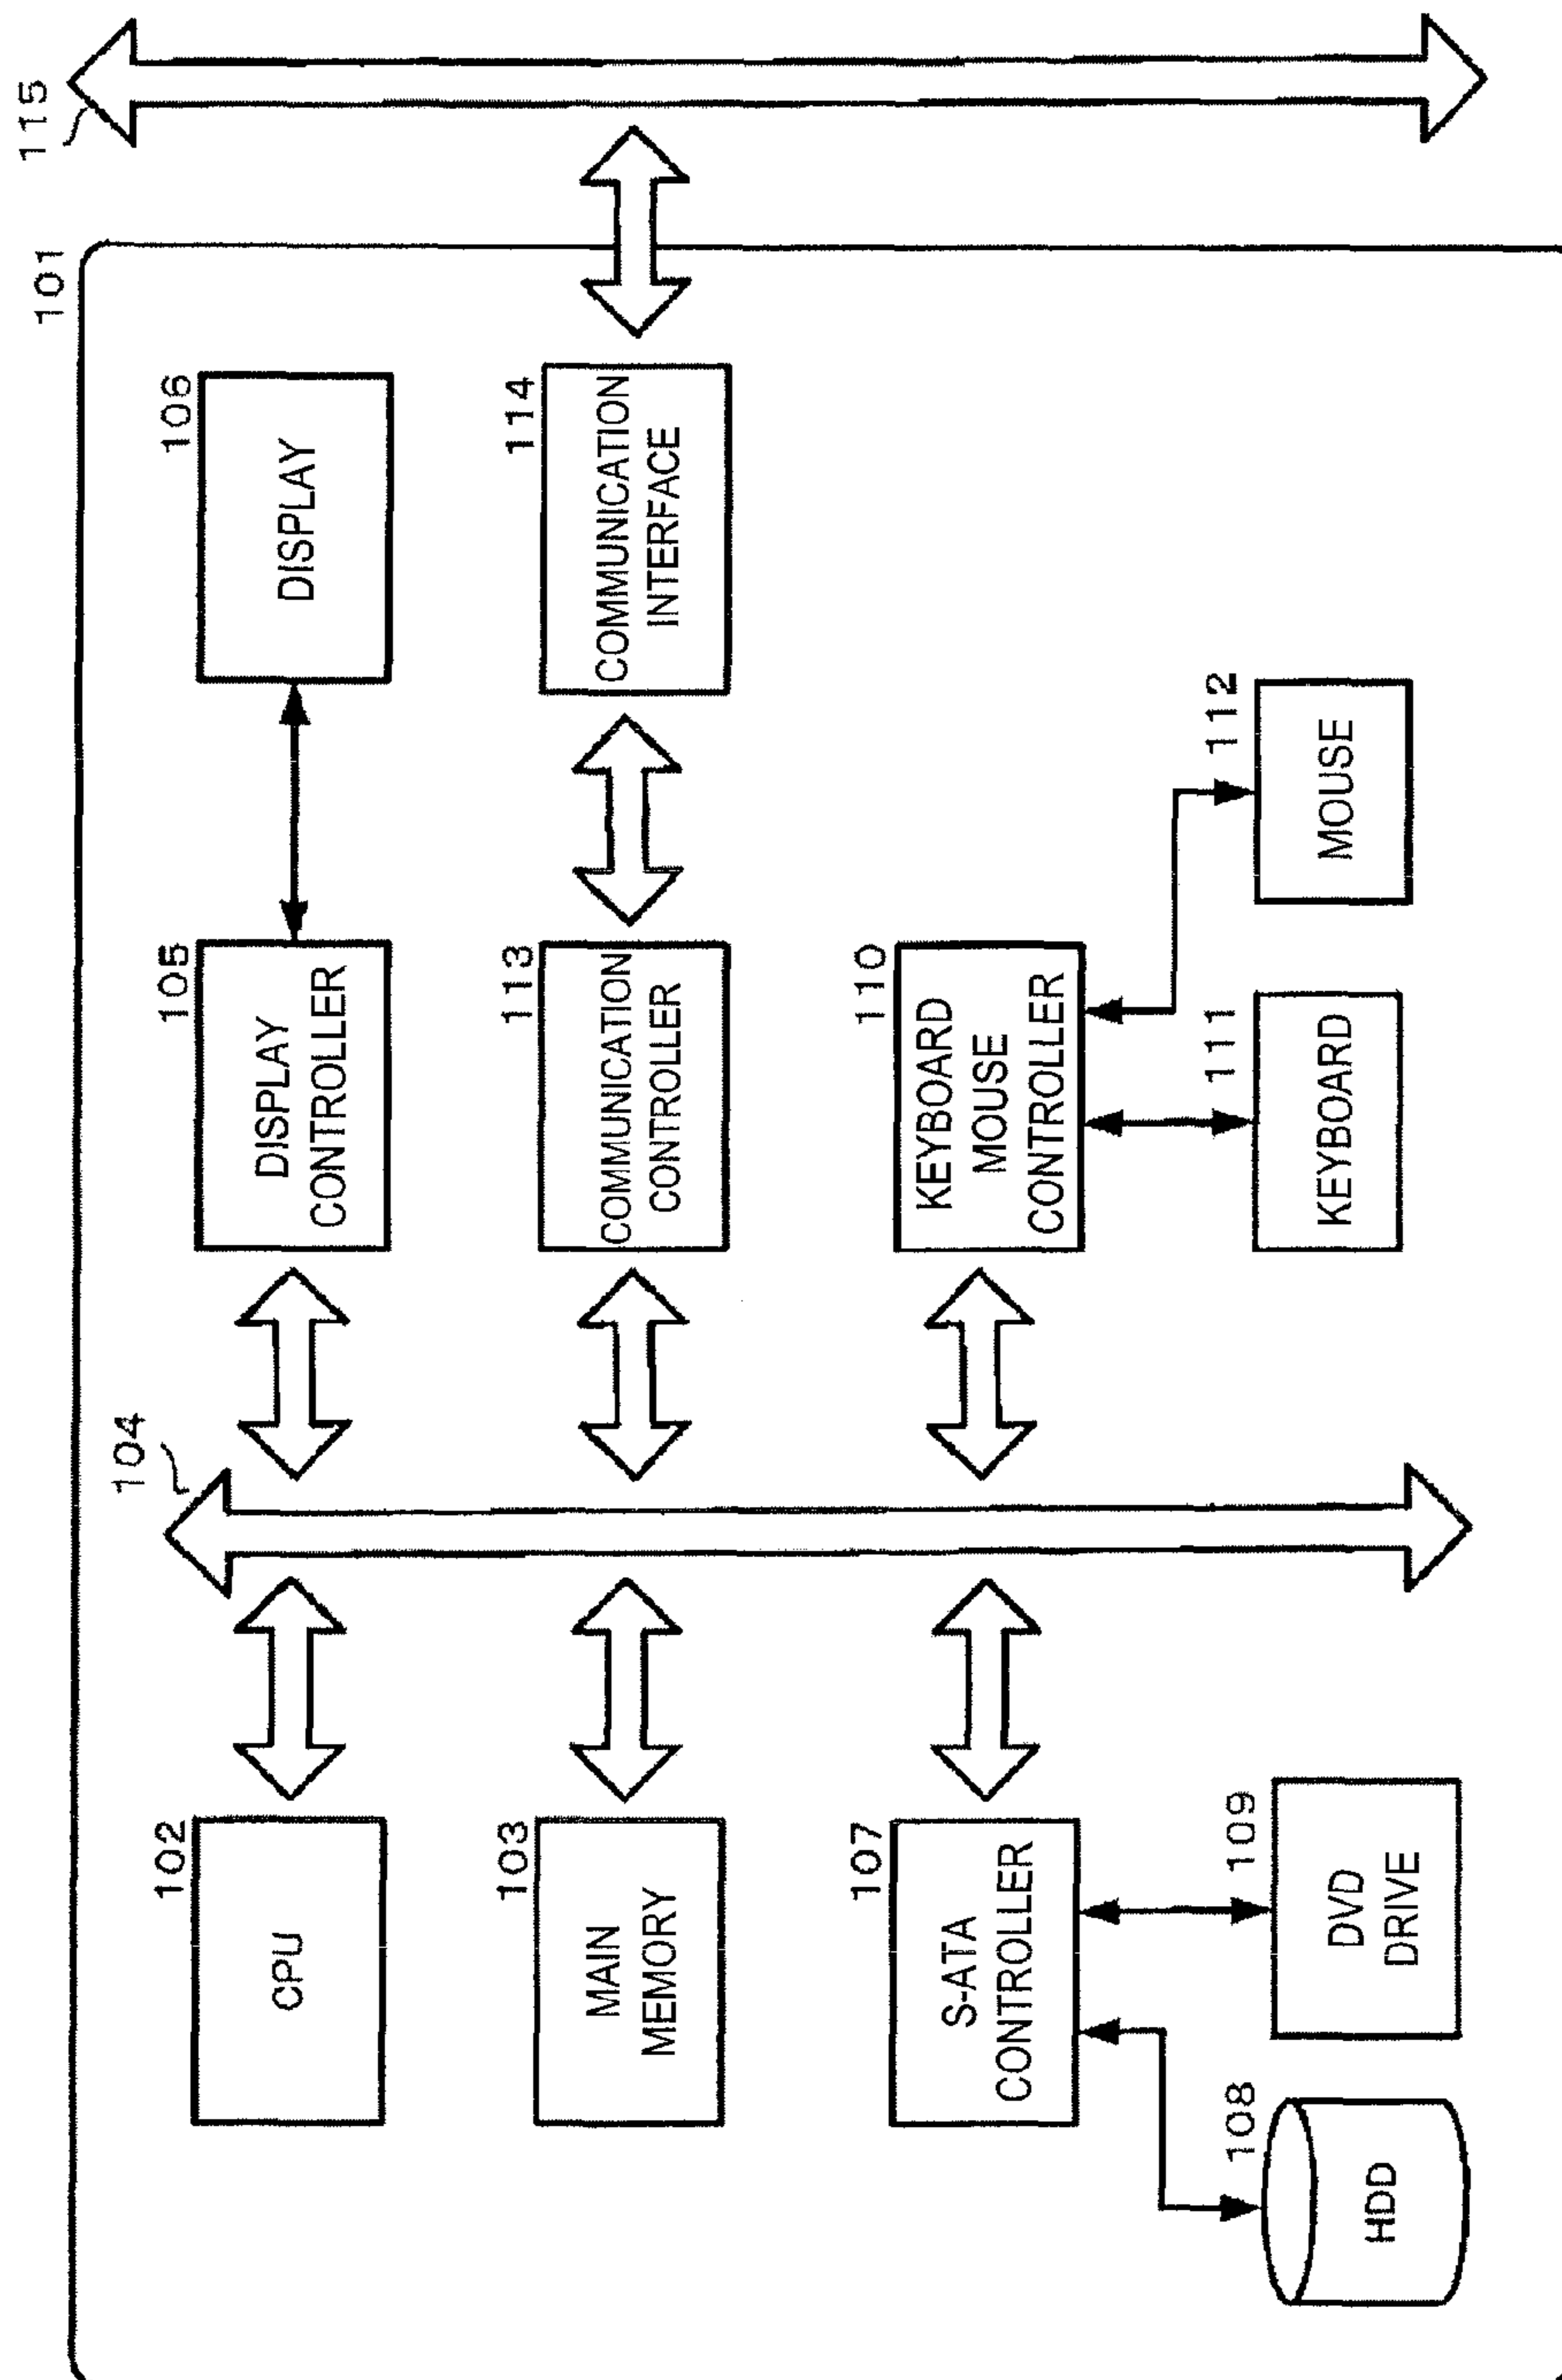 101
115
102
CPU
104
105
DISPLAY
CONTROLLER
106
DISPLAY
103
MAIN
MEMORY
113
COMMUNICATION
CONTROLLER
114
COMMUNICATION
INTERFACE
107
S-ATA
CONTROLLER
110
KEYBOARD
MOUSE
CONTROLLER
108
HDD
109
DVD
DRIVE
111
KEYBOARD
112
MOUSE